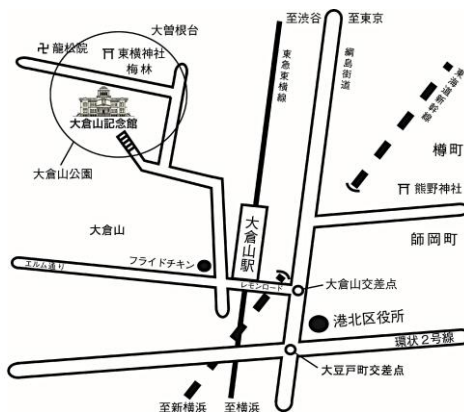 至渋谷
至東京
大曽根台
龍松院
東横神社
梅林
東急東横線
綱島街道
東海道新幹線
大倉山記念館
樽町
大倉山公園
熊野神社
大倉山
大倉山駅
師岡町
フライドチキン
エルム通り
レモンロード
大倉山交差点
港北区役所
環状2号線
大豆戸町交差点
至新横浜
至横浜